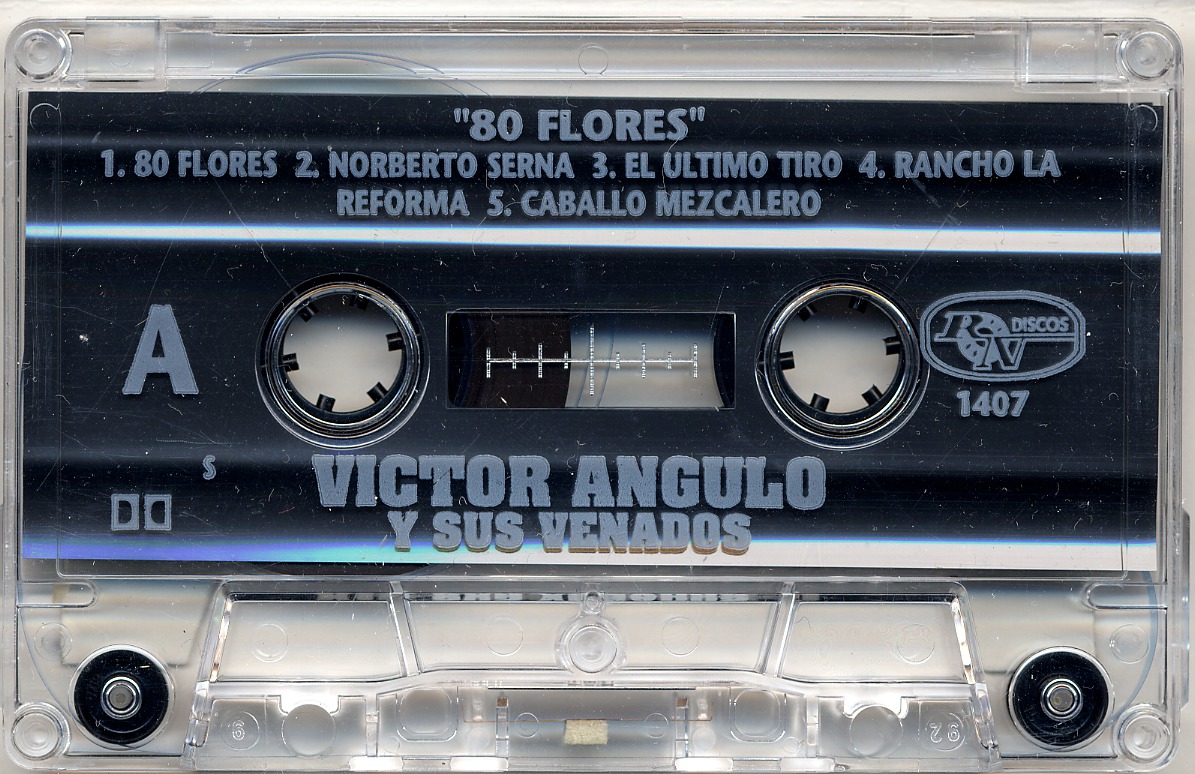 "80 FLORES"
1. 80 FLORES 2. NORBERTO SERNA 3. EL ULTIMO TIRO 4. RANCHO LA
REFORMA 5. CABALLO MEZCALERO
A
RN DISCOS
1407
S
VICTOR ANGULO
Y SUS VENADOS